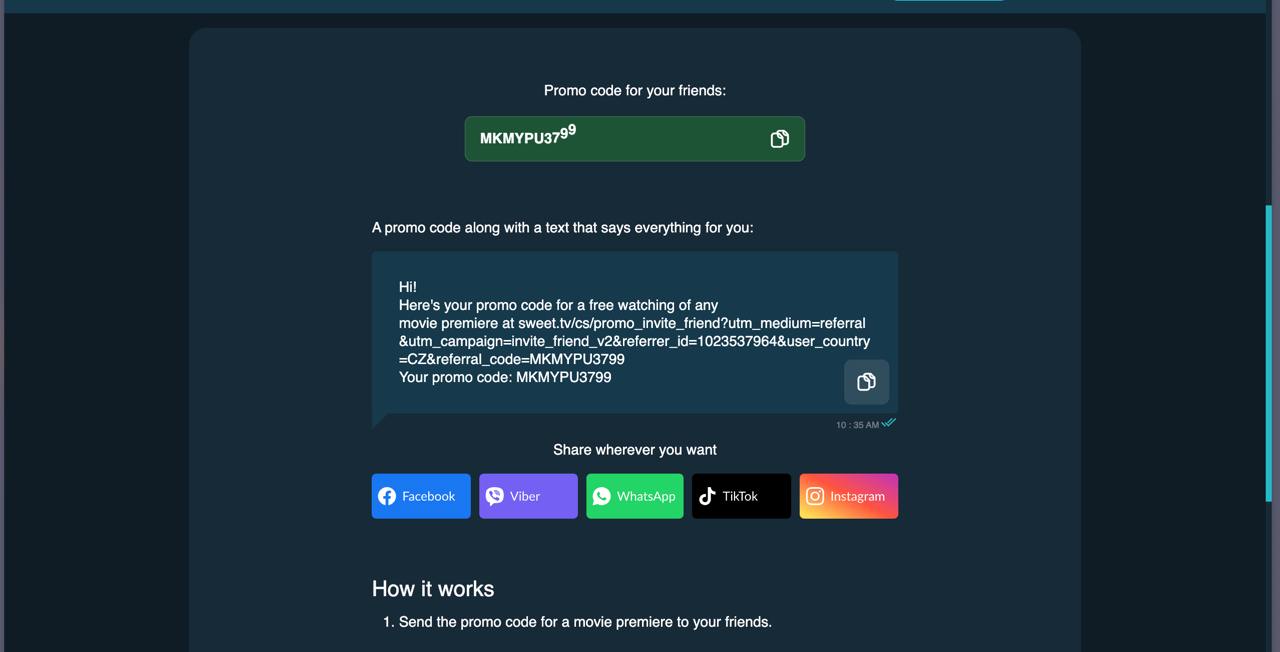 Promo code for your friends:
MKMYPU3799
A promo code along with a text that says everything for you:
Hi!
Here's your promo code for a free watching of any
movie premiere at sweet.tv/cs/promo_invite_friend?utm_medium=referral
&utm_campaign=invite_friend_v2&referrer_id=1023537964&user_country
=CZ&referral_code=MKMYPU3799
Your promo code: MKMYPU3799
10 : 35 AM
Share wherever you want
Facebook
Viber
WhatsApp
TikTok
Instagram
How it works
1. Send the promo code for a movie premiere to your friends.